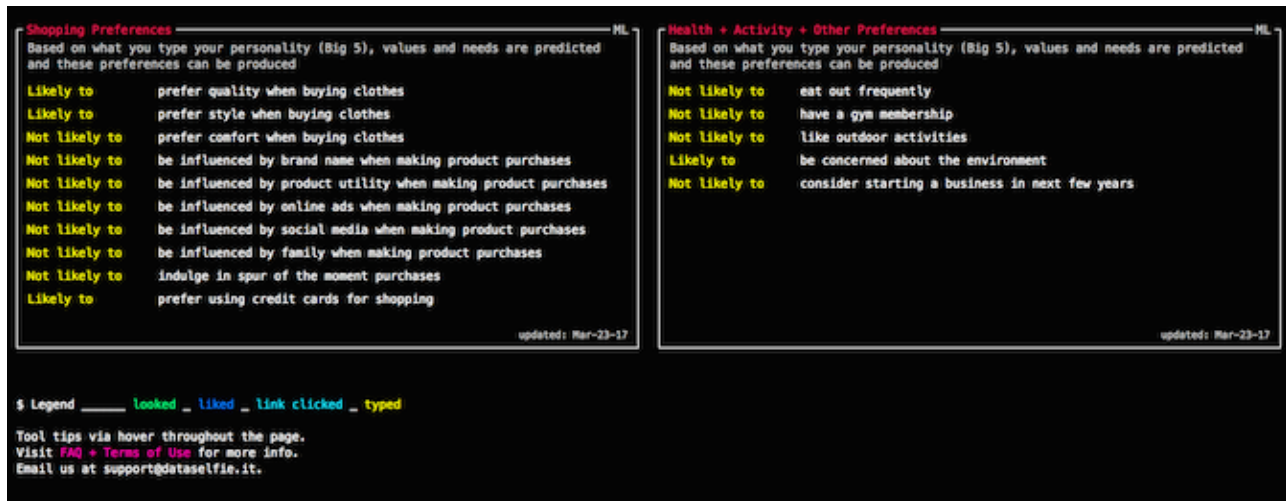 Shopping Preferences ML
Based on what you type your personality (Big 5), values and needs are predicted
and these preferences can be produced
Likely to prefer quality when buying clothes
Likely to prefer style when buying clothes
Not likely to prefer comfort when buying clothes
Not likely to be influenced by brand name when making product purchases
Not likely to be influenced by product utility when making product purchases
Not likely to be influenced by online ads when making product purchases
Not likely to be influenced by social media when making product purchases
Not likely to be influenced by family when making product purchases
Not likely to indulge in spur of the moment purchases
Likely to prefer using credit cards for shopping
updated: Mar-23-17
Health + Activity + Other Preferences ML
Based on what you type your personality (Big 5), values and needs are predicted
and these preferences can be produced
Not likely to eat out frequently
Not likely to have a gym membership
Not likely to like outdoor activities
Likely to be concerned about the environment
Not likely to consider starting a business in next few years
updated: Mar-23-17
$ Legend _____ looked _ liked _ link clicked _ typed
Tool tips via hover throughout the page.
Visit FAQ + Terms of Use for more info.
Email us at support@dataselfie.it.